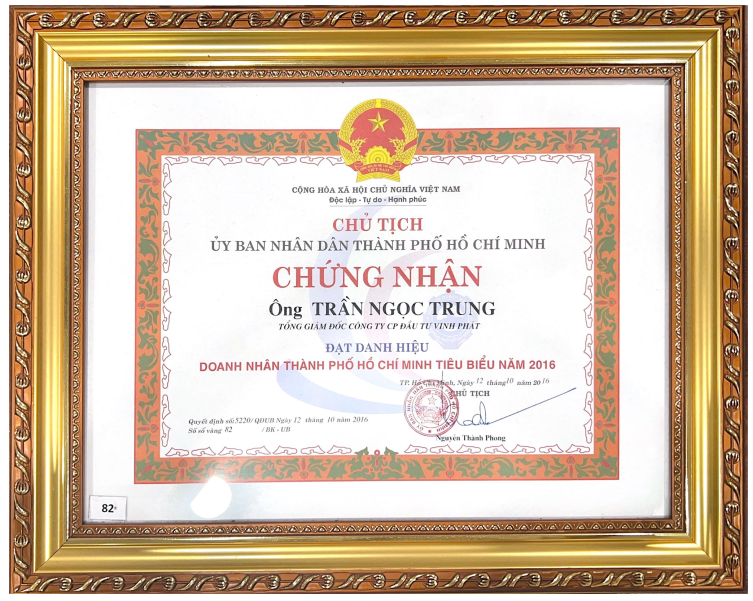 CỘNG HÒA XÃ HỘI CHỦ NGHĨA VIỆT NAM
Độc lập - Tự do - Hạnh phúc
CHỦ TỊCH
ỦY BAN NHÂN DÂN THÀNH PHỐ HỒ CHÍ MINH
CHỨNG NHẬN
Ông TRẦN NGỌC TRUNG
TỔNG GIÁM ĐỐC CÔNG TY CP ĐẦU TƯ VINH PHÁT
ĐẠT DANH HIỆU
DOANH NHÂN THÀNH PHỐ HỒ CHÍ MINH TIÊU BIỂU NĂM 2016
TP. Hồ Chí Minh, Ngày 12 tháng 10 năm 2016
CHỦ TỊCH
Quyết định số: 5220/QĐUB Ngày 12 tháng 10 năm 2016
Số sổ vàng 82 /BK - UB
Nguyễn Thành Phong
82